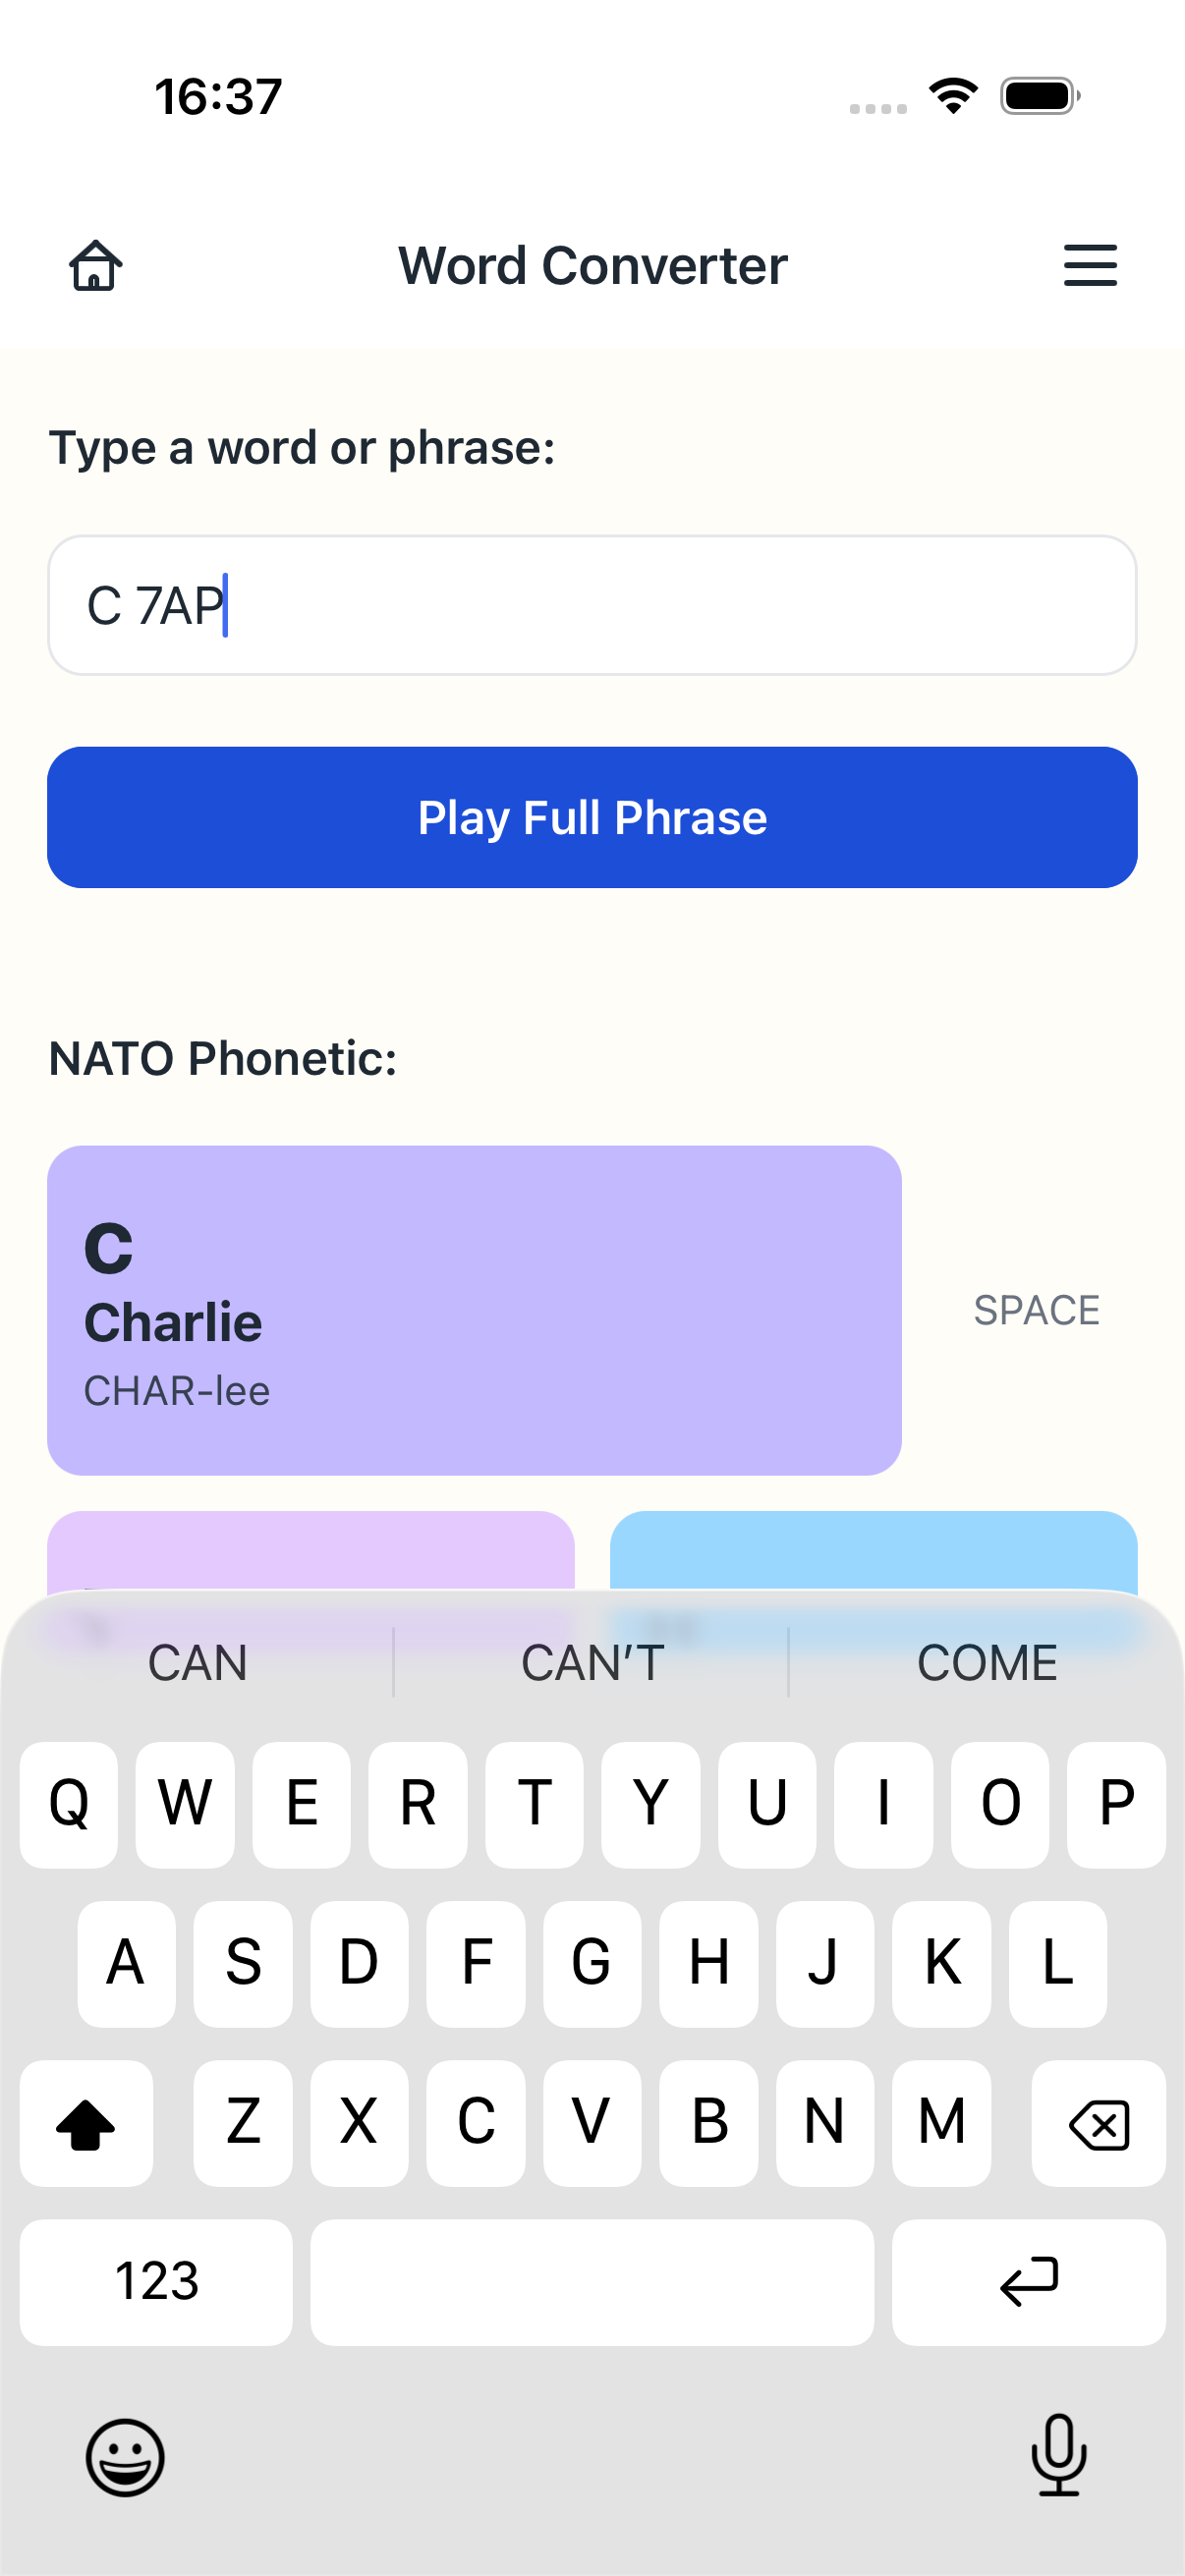 16:37
Word Converter
Type a word or phrase:
C 7AP
Play Full Phrase
NATO Phonetic:
C
Charlie
CHAR-lee
SPACE
CAN CAN'T COME
Q W E R T Y U I O P
A S D F G H J K L
Z X C V B N M
123